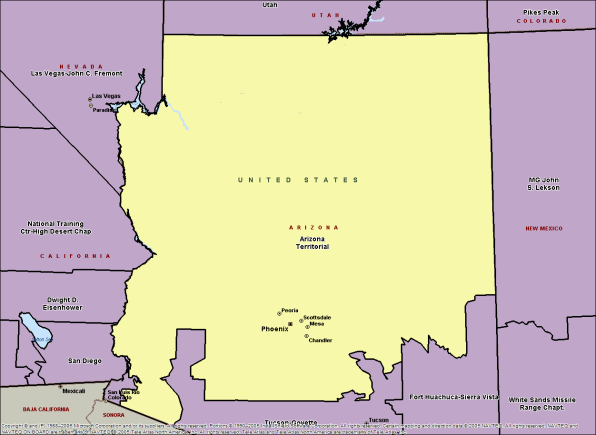 Utah
UTAH
Pikes Peak
COLORADO
NEVADA
Las Vegas-John C. Fremont
Las Vegas
Paradise
UNITED STATES
MG John
S. Lekson
National Training
Ctr-High Desert Chap
ARIZONA
NEW MEXICO
Arizona
Territorial
CALIFORNIA
Dwight D.
Eisenhower
Peoria
Scottsdale
Phoenix
Mesa
Chandler
San Diego
Mexicali
San Luis Rio
Colorado
Fort Huachuca-Sierra Vista
White Sands Missile
Range Chapt.
BAJA CALIFORNIA
SONORA
Tucson-Goyette
Tucson